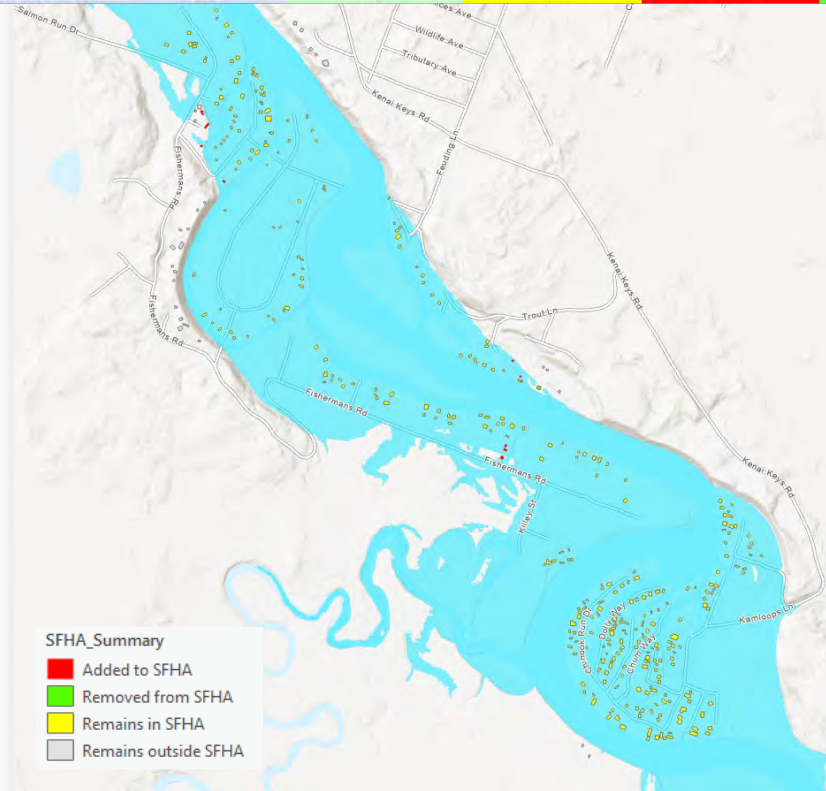 Salmon Run Dr
Wildlife Ave
Tributary Ave
Kenai Keys Rd
Feuding Ln
Fishermans Rd
Kenai Keys Rd
Fishermans Rd
Trout Ln
Fishermans Rd
Fishermans Rd
Kenai Keys Rd
Killey St
Chinook Run Dr
Dolly Way
Chum Way
Kamloops Ln
SFHA_Summary
Added to SFHA
Removed from SFHA
Remains in SFHA
Remains outside SFHA